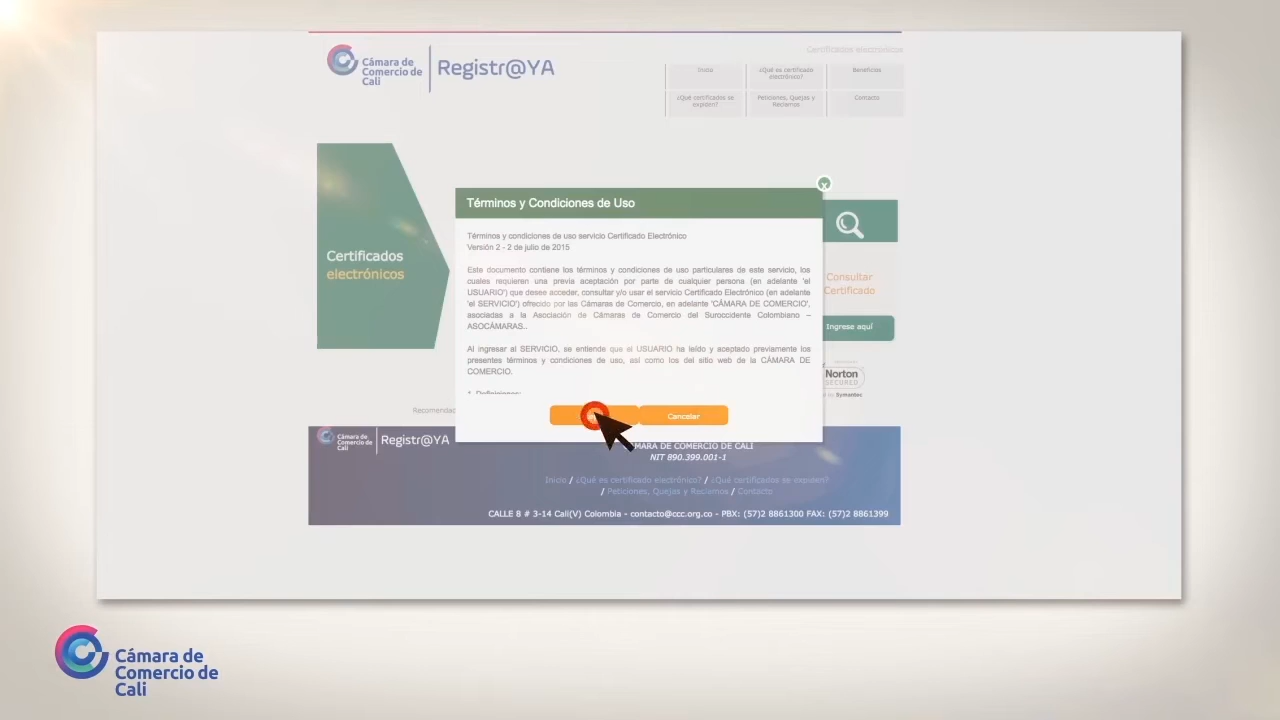 Cámara de
Comercio de
Cali
Registr@YA
Certificados electrónicos
Inicio
¿Qué es certificado
electrónico?
Beneficios
¿Qué certificados se
expiden?
Peticiones, Quejas y
Reclamos
Contacto
Certificados
electrónicos
x
Términos y Condiciones de Uso
Términos y condiciones de uso servicio Certificado Electrónico
Versión 2 - 2 de julio de 2015
Este documento contiene los términos y condiciones de uso particulares de este servicio, los
cuales requieren una previa aceptación por parte de cualquier persona (en adelante 'el
USUARIO') que desee acceder, consultar y/o usar el servicio Certificado Electrónico (en adelante
'el SERVICIO') ofrecido por las Cámaras de Comercio, en adelante 'CÁMARA DE COMERCIO',
asociadas a la Asociación de Cámaras de Comercio del Suroccidente Colombiano –
ASOCÁMARAS..
Al ingresar al SERVICIO, se entiende que el USUARIO ha leído y aceptado previamente los
presentes términos y condiciones de uso, así como los del sitio web de la CÁMARA DE
COMERCIO.
1. Definiciones:
Cancelar
Consultar
Certificado
Ingrese aquí
Norton
SECURED
by Symantec
Cámara de
Comercio de
Cali
Registr@YA
DE COMERCIO DE CALI
NIT 890.399.001-1
Inicio / ¿Qué es certificado electrónico? / ¿Qué certificados se expiden?
/ Peticiones, Quejas y Reclamos / Contacto
CALLE 8 # 3-14 Cali(V) Colombia - contacto@ccc.org.co - PBX: (57)2 8861300 FAX: (57)2 8861399
Cámara de
Comercio de
Cali